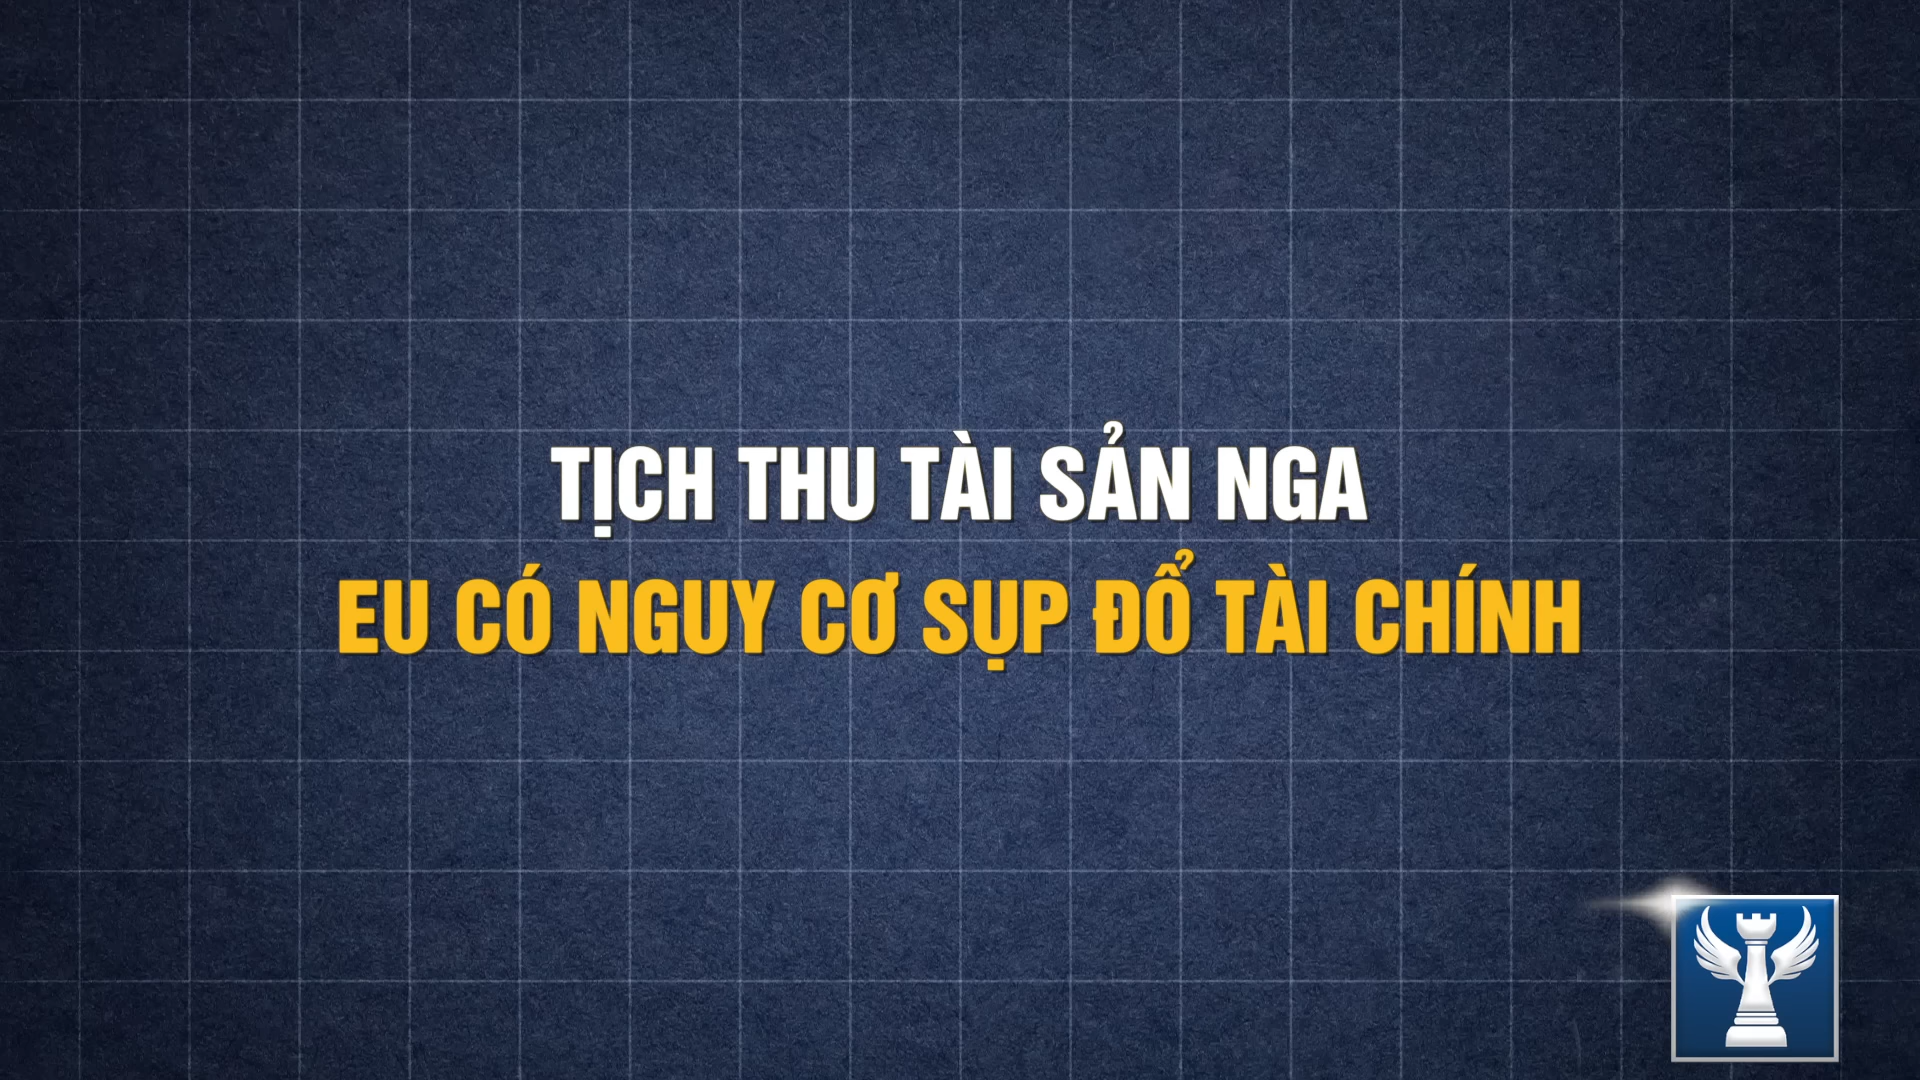 TỊCH THU TÀI SẢN NGA
EU CÓ NGUY CƠ SỤP ĐỔ TÀI CHÍNH